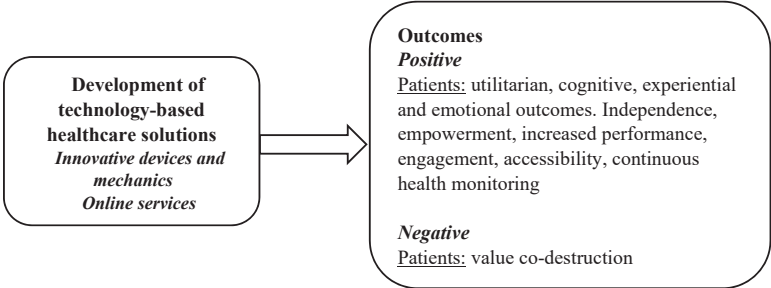 Development of
technology-based
healthcare solutions
Innovative devices and
mechanics
Online services
Outcomes
Positive
Patients: utilitarian, cognitive, experiential
and emotional outcomes. Independence,
empowerment, increased performance,
engagement, accessibility, continuous
health monitoring
Negative
Patients: value co-destruction